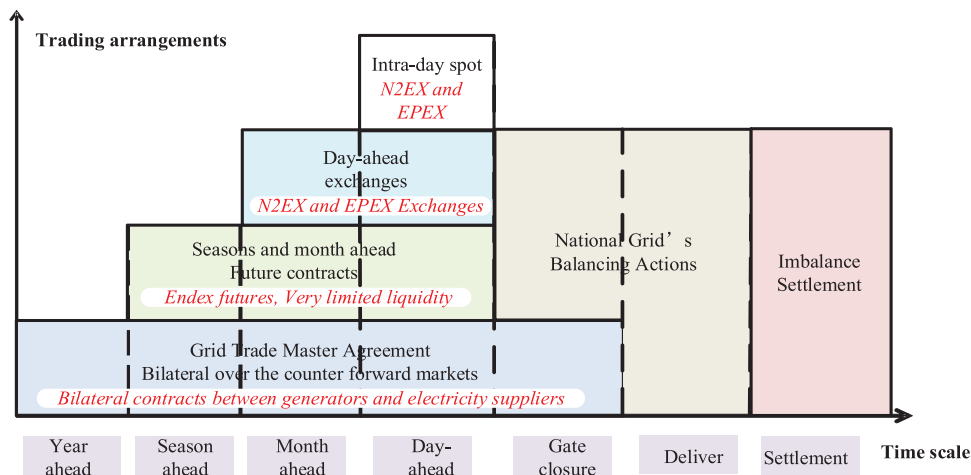 Trading arrangements
Intra-day spot
N2EX and
EPEX
Day-ahead
exchanges
N2EX and EPEX Exchanges
Seasons and month ahead
Future contracts
Endex futures, Very limited liquidity
National Grid's
Balancing Actions
Imbalance
Settlement
Grid Trade Master Agreement
Bilateral over the counter forward markets
Bilateral contracts between generators and electricity suppliers
Year
ahead
Season
ahead
Month
ahead
Day-
ahead
Gate
closure
Deliver
Settlement
Time scale